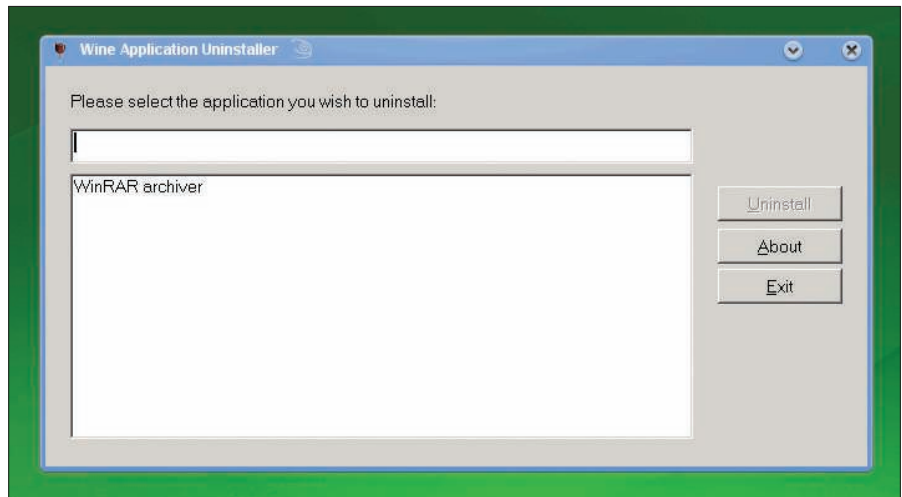 Wine Application Uninstaller
Please select the application you wish to uninstall:
WinRAR archiver
Uninstall
About
Exit